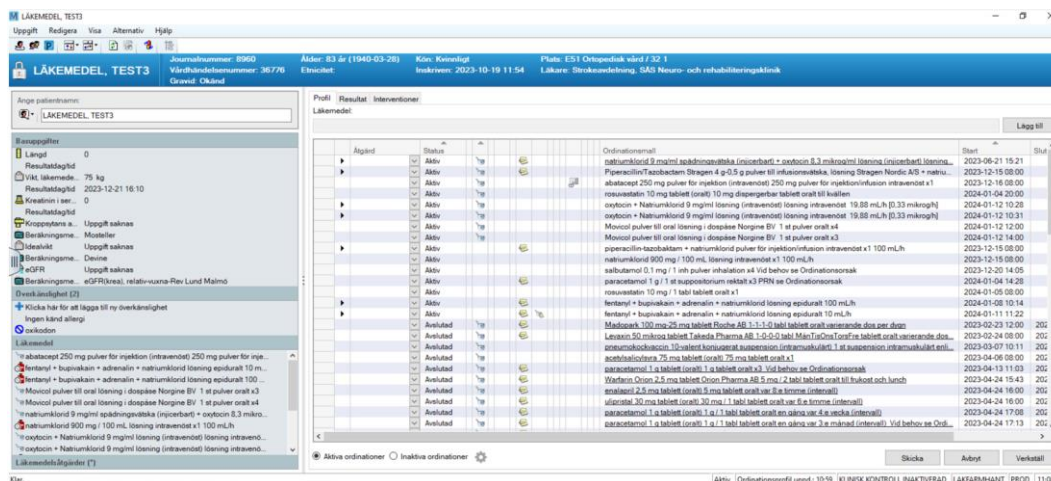 LÄKEMEDEL, TEST3
Uppgift Redigera Visa Alternativ Hjälp
LÄKEMEDEL, TEST3
Journalnummer: 8960
Vårdhändelsenummer: 36776
Gravid: Okänd
Ålder: 83 år (1940-03-28)
Etnicitet:
Kön: Kvinnligt
Inskriven: 2023-10-19 11:54
Plats: E51 Ortopedisk vård / 32 1
Läkare: Strokeavdelning, SÄS Neuro- och rehabiliteringsklinik
Ange patientnamn:
LÄKEMEDEL, TEST3
Basuppgifter
Längd 0
Resultatdag/tid
Vikt, läkemede... 75 kg
Resultatdag/tid 2023-12-21 16:10
Kreatinin i ser... 0
Resultatdag/tid
Kroppsytans a... Uppgift saknas
Beräkningsme... Mosteller
Idealvikt Uppgift saknas
Beräkningsme... Devine
eGFR Uppgift saknas
Beräkningsme... eGFR(krea), relativ-vuxna-Rev Lund Malmö
Överkänslighet (2)
Klicka här för att lägga till ny överkänslighet
Ingen känd allergi
oxikodon
Läkemedel
abatacept 250 mg pulver för injektion (intravenöst) 250 mg pulver för inje...
fentanyl + bupivakain + adrenalin + natriumklorid lösning epiduralt 10 m...
fentanyl + bupivakain + adrenalin + natriumklorid lösning epiduralt 100 ...
Movicol pulver till oral lösning i dospåse Norgine BV 1 st pulver oralt x3
Movicol pulver till oral lösning i dospåse Norgine BV 1 st pulver oralt x4
natriumklorid 9 mg/ml spädningsvätska (injicerbart) + oxytocin 8,3 mikro...
natriumklorid 900 mg / 100 mL lösning intravenöst x1 100 mL/h
oxytocin + Natriumklorid 9 mg/ml lösning (intravenöst) lösning intravenö...
oxytocin + Natriumklorid 9 mg/ml lösning (intravenöst) lösning intravenö...
Läkemedelsåtgärder (*)
Profil Resultat Interventioner
Läkemedel:
Lägg till
Åtgärd Status Ordinationsmall Start Slut
Aktiv natriumklorid 9 mg/ml spädningsvätska (injicerbart) + oxytocin 8,3 mikrog/ml lösning (injicerbart) lösning... 2023-06-21 15:21
Aktiv Piperacillin/Tazobactam Stragen 4 g-0,5 g pulver till infusionsvätska, lösning Stragen Nordic A/S + natriu... 2023-12-15 08:00
Aktiv abatacept 250 mg pulver för injektion (intravenöst) 250 mg pulver för injektion/infusion intravenöst x1 2023-12-16 08:00
Aktiv rosuvastatin 10 mg tablett (oralt) 10 mg dispergerbar tablett oralt till kvällen 2024-01-04 20:00
Aktiv oxytocin + Natriumklorid 9 mg/ml lösning (intravenöst) lösning intravenöst 19,88 mL/h [0,33 mikrog/h] 2024-01-12 10:28
Aktiv oxytocin + Natriumklorid 9 mg/ml lösning (intravenöst) lösning intravenöst 19,88 mL/h [0,33 mikrog/h] 2024-01-12 10:31
Aktiv Movicol pulver till oral lösning i dospåse Norgine BV 1 st pulver oralt x4 2024-01-12 12:00
Aktiv Movicol pulver till oral lösning i dospåse Norgine BV 1 st pulver oralt x3 2024-01-12 14:00
Aktiv piperacillin-tazobaktam + natriumklorid pulver för injektion/infusion intravenöst x1 100 mL/h 2023-12-15 08:00
Aktiv natriumklorid 900 mg / 100 mL lösning intravenöst x1 100 mL/h 2023-12-15 08:00
Aktiv salbutamol 0,1 mg / 1 inh pulver inhalation x4 Vid behov se Ordinationsorsak 2023-12-20 14:05
Aktiv paracetamol 1 g / 1 st suppositorium rektalt x3 PRN se Ordinationsorsak 2024-01-04 14:28
Aktiv rosuvastatin 10 mg / 1 tabl tablett oralt x1 2024-01-05 08:00
Aktiv fentanyl + bupivakain + adrenalin + natriumklorid lösning epiduralt 100 mL/h 2024-01-08 10:14
Aktiv fentanyl + bupivakain + adrenalin + natriumklorid lösning epiduralt 10 mL/h 2024-01-11 11:22
Avslutad Madopark 100 mg-25 mg tablett Roche AB 1-1-1-0 tabl tablett oralt varierande dos per dygn 2023-02-23 12:00 202
Avslutad Levaxin 50 mikrog tablett Takeda Pharma AB 1-0-0-0 tabl MånTisOnsTorsFre tablett oralt varierande dos... 2023-02-24 08:00 202
Avslutad pneumokockvaccin 10-valent konjugerat suspension (intramuskulärt) 1 st suspension intramuskulärt enli... 2023-03-07 10:11 202
Avslutad acetylsalicylsyra 75 mg tablett (oralt) 75 mg tablett oralt x1 2023-04-06 08:00 202
Avslutad paracetamol 1 g tablett (oralt) 1 g tablett oralt x3 Vid behov se Ordinationsorsak 2023-04-13 11:03 202
Avslutad Warfarin Orion 2,5 mg tablett Orion Pharma AB 5 mg / 2 tabl tablett oralt till frukost och lunch 2023-04-24 15:43 202
Avslutad enalapril 2,5 mg tablett (oralt) 5 mg tablett oralt var 8:e timme (intervall) 2023-04-24 16:00 202
Avslutad ulipristal 30 mg tablett (oralt) 30 mg / 1 tabl tablett oralt var 6:e timme (intervall) 2023-04-24 16:00 202
Avslutad paracetamol 1 g tablett (oralt) 1 g / 1 tabl tablett oralt en gång var 4:e vecka (intervall) 2023-04-24 17:08 202
Avslutad paracetamol 1 g tablett (oralt) 1 g / 1 tabl tablett oralt en gång var 3:e månad (intervall) Vid behov se Ordi... 2023-04-24 17:13 202
Aktiva ordinationer Inaktiva ordinationer
Skicka Avbryt Verkställ
Klar Aktiv Ordinationsprofil uppd.: 10:59 KLINISK KONTROLL INAKTIVERAD LAKFARMHANT PROD 11:0